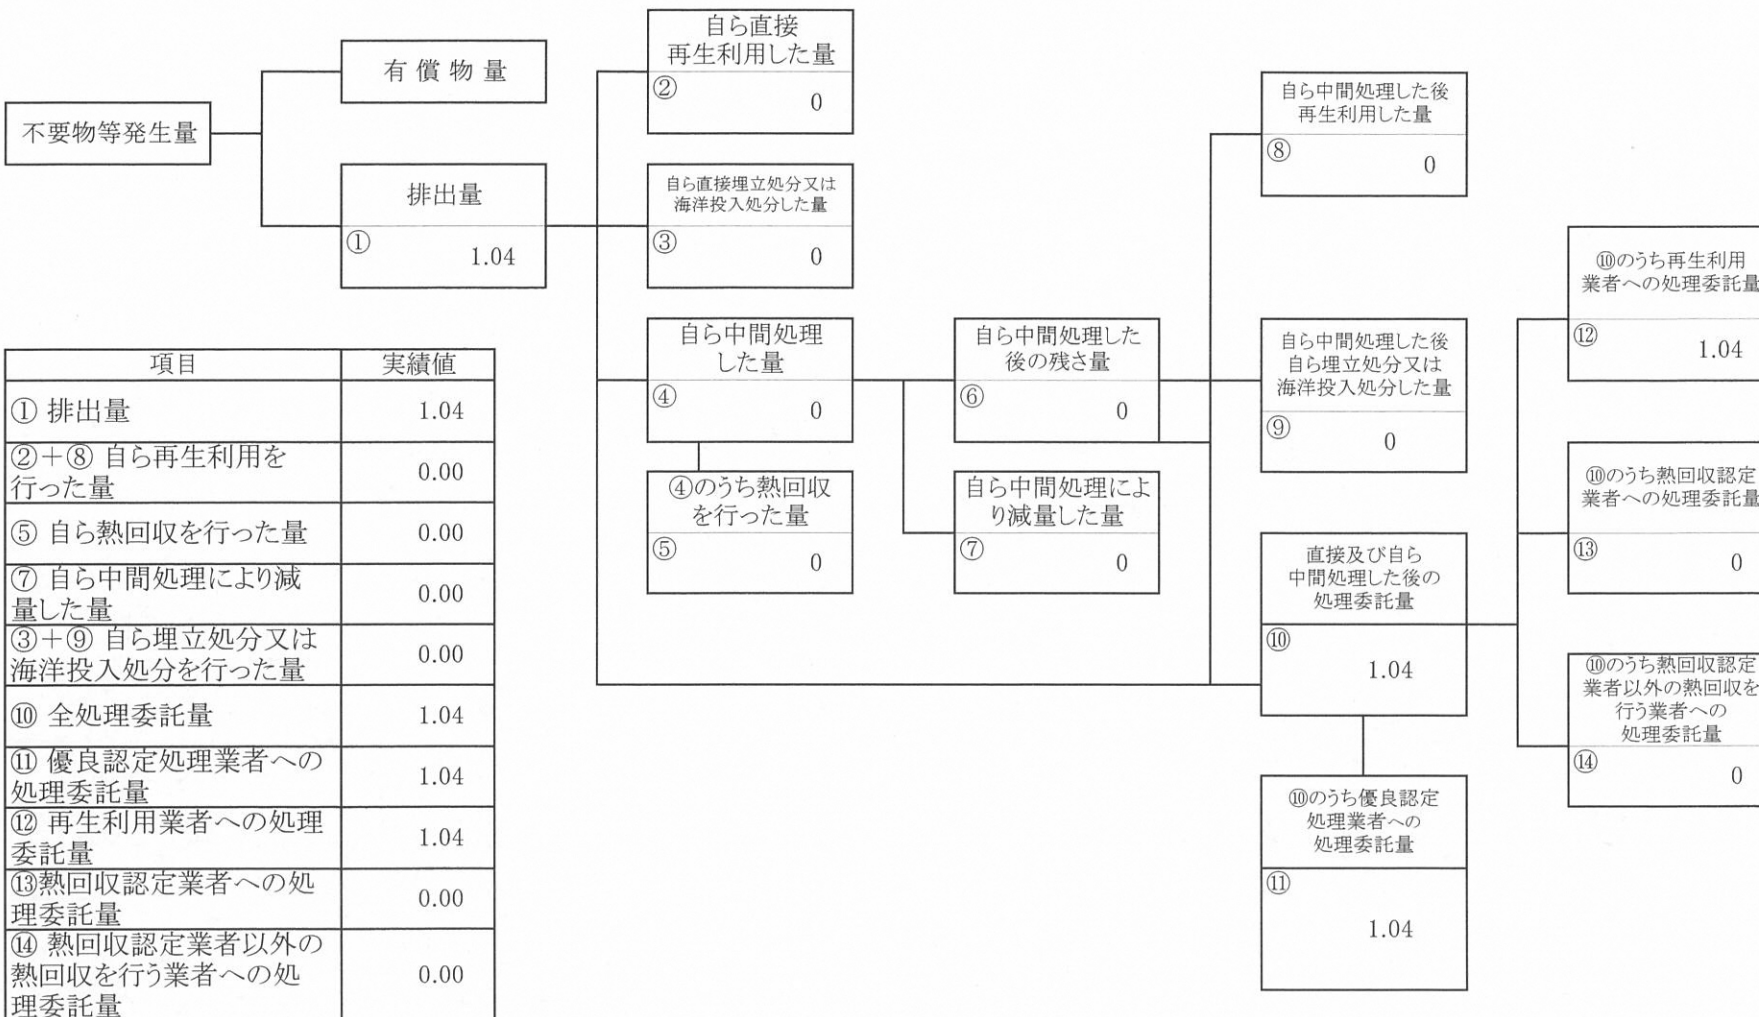 不要物等発生量
有償物量
排出量
①
1.04
自ら直接
再生利用した量
②
0
自ら直接埋立処分又は
海洋投入処分した量
③
0
自ら中間処理
した量
④
0
④のうち熱回収
を行った量
⑤
0
自ら中間処理した
後の残さ量
⑥
0
自ら中間処理によ
り減量した量
⑦
0
自ら中間処理した後
再生利用した量
⑧
0
自ら中間処理した後
自ら埋立処分又は
海洋投入処分した量
⑨
0
直接及び自ら
中間処理した後の
処理委託量
⑩
1.04
⑩のうち優良認定
処理業者への
処理委託量
⑪
1.04
⑩のうち再生利用
業者への処理委託量
⑫
1.04
⑩のうち熱回収認定
業者への処理委託量
⑬
0
⑩のうち熱回収認定
業者以外の熱回収を
行う業者への
処理委託量
⑭
0
項目 実績値
① 排出量 1.04
②+⑧ 自ら再生利用を
行った量 0.00
⑤ 自ら熱回収を行った量 0.00
⑦ 自ら中間処理により減
量した量 0.00
③+⑨ 自ら埋立処分又は
海洋投入処分を行った量 0.00
⑩ 全処理委託量 1.04
⑪ 優良認定処理業者への
処理委託量 1.04
⑫ 再生利用業者への処理
委託量 1.04
⑬熱回収認定業者への処
理委託量 0.00
⑭ 熱回収認定業者以外の
熱回収を行う業者への処
理委託量 0.00